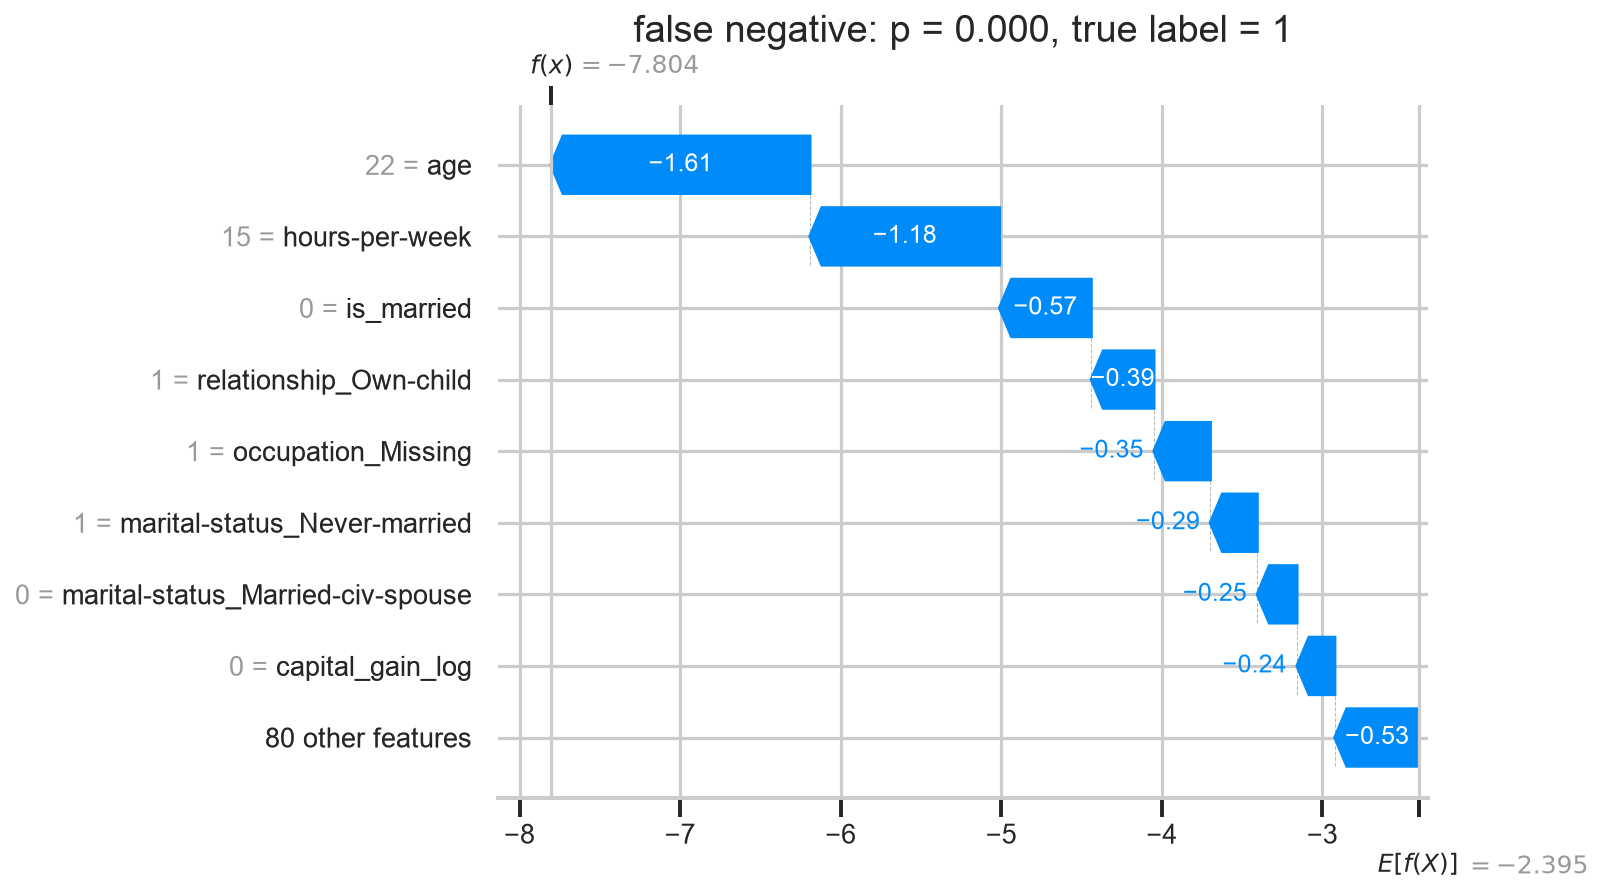 false negative: p = 0.000, true label = 1
f(x) = −7.804
22 = age
−1.61
15 = hours-per-week
−1.18
0 = is_married
−0.57
1 = relationship_Own-child
−0.39
1 = occupation_Missing
−0.35
1 = marital-status_Never-married
−0.29
0 = marital-status_Married-civ-spouse
−0.25
0 = capital_gain_log
−0.24
80 other features
−0.53
−8 −7 −6 −5 −4 −3
E[f(X)] = −2.395